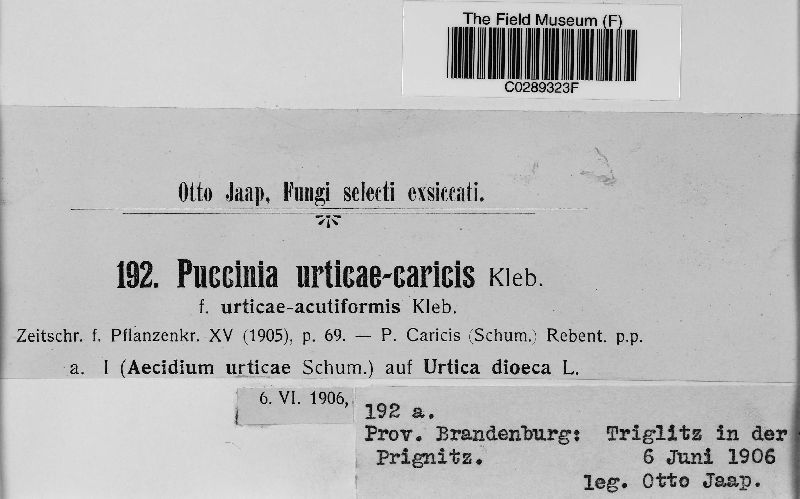 The Field Museum (F)
C0289323F
Otto Jaap, Fungi selecti exsiccati.
192. Puccinia urticae-caricis Kleb.
f. urticae-acutiformis Kleb.
Zeitschr. f. Pflanzenkr. XV (1905), p. 69. — P. Caricis (Schum.) Rebent. p.p.
a. I (Aecidium urticae Schum.) auf Urtica dioeca L.
6. VI. 1906,
192 a.
Prov. Brandenburg: Triglitz in der
Prignitz. 6 Juni 1906
leg. Otto Jaap.